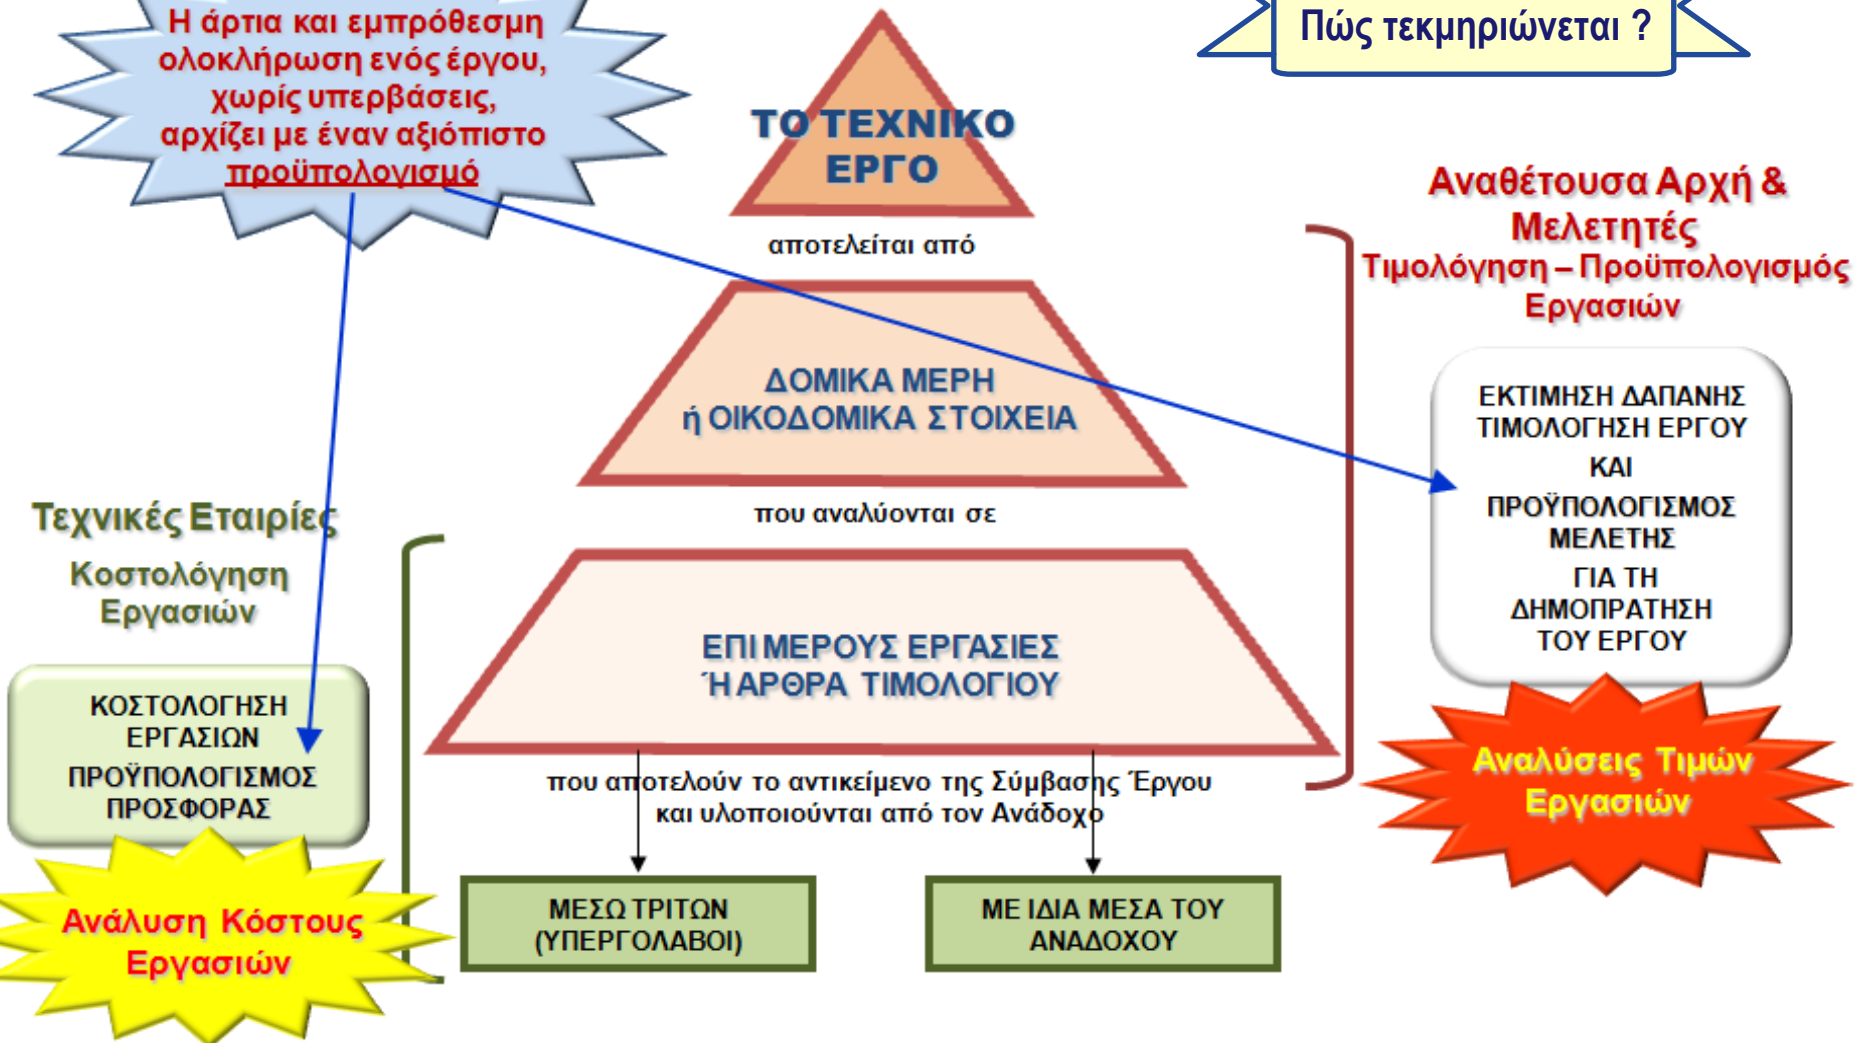 Η άρτια και εμπρόθεσμη
ολοκλήρωση ενός έργου,
χωρίς υπερβάσεις,
αρχίζει με έναν αξιόπιστο
προϋπολογισμό
Πώς τεκμηριώνεται ?
ΤΟ ΤΕΧΝΙΚΟ
ΕΡΓΟ
αποτελείται από
ΔΟΜΙΚΑ ΜΕΡΗ
ή ΟΙΚΟΔΟΜΙΚΑ ΣΤΟΙΧΕΙΑ
που αναλύονται σε
ΕΠΙ ΜΕΡΟΥΣ ΕΡΓΑΣΙΕΣ
Ή ΑΡΘΡΑ ΤΙΜΟΛΟΓΙΟΥ
που αποτελούν το αντικείμενο της Σύμβασης Έργου
και υλοποιούνται από τον Ανάδοχο
ΜΕΣΩ ΤΡΙΤΩΝ
(ΥΠΕΡΓΟΛΑΒΟΙ)
ΜΕ ΙΔΙΑ ΜΕΣΑ ΤΟΥ
ΑΝΑΔΟΧΟΥ
Τεχνικές Εταιρίες
Κοστολόγηση
Εργασιών
ΚΟΣΤΟΛΟΓΗΣΗ
ΕΡΓΑΣΙΩΝ
ΠΡΟΫΠΟΛΟΓΙΣΜΟΣ
ΠΡΟΣΦΟΡΑΣ
Ανάλυση Κόστους
Εργασιών
Αναθέτουσα Αρχή &
Μελετητές
Τιμολόγηση – Προϋπολογισμός
Εργασιών
ΕΚΤΙΜΗΣΗ ΔΑΠΑΝΗΣ
ΤΙΜΟΛΟΓΗΣΗ ΕΡΓΟΥ
ΚΑΙ
ΠΡΟΫΠΟΛΟΓΙΣΜΟΣ
ΜΕΛΕΤΗΣ
ΓΙΑ ΤΗ
ΔΗΜΟΠΡΑΤΗΣΗ
ΤΟΥ ΕΡΓΟΥ
Αναλύσεις Τιμών
Εργασιών